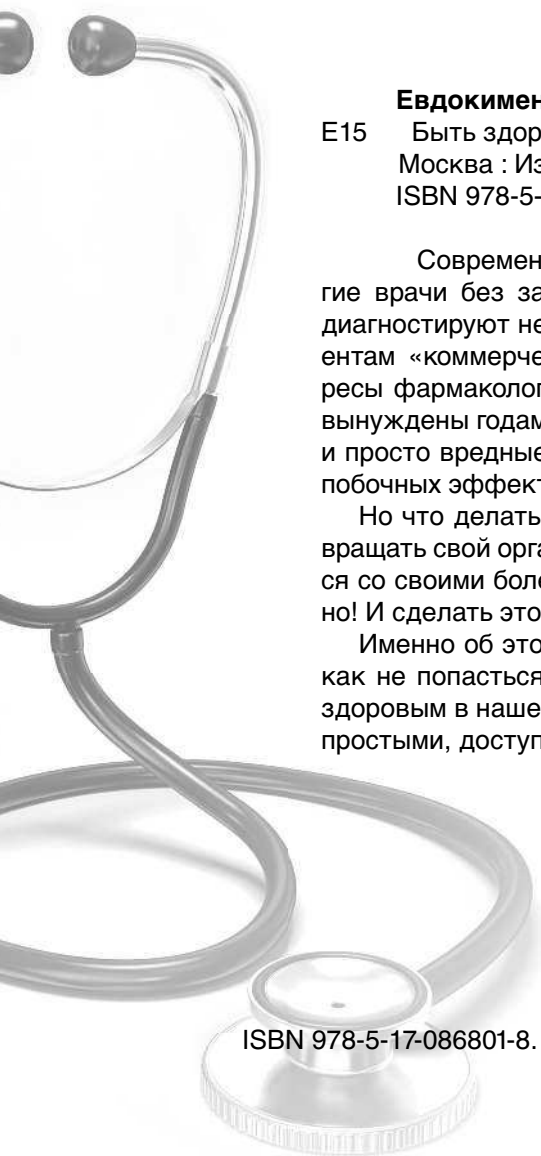 Евдокимен
Е15 Быть здор
Москва : Из
ISBN 978-5-
Современ
гие врачи без за
диагностируют не
ентам «коммерче
ресы фармаколог
вынуждены годам
и просто вредные
побочных эффект
Но что делать
вращать свой орга
ся со своими боле
но! И сделать это
Именно об это
как не попасться
здоровым в наше
простыми, доступ
ISBN 978-5-17-086801-8.